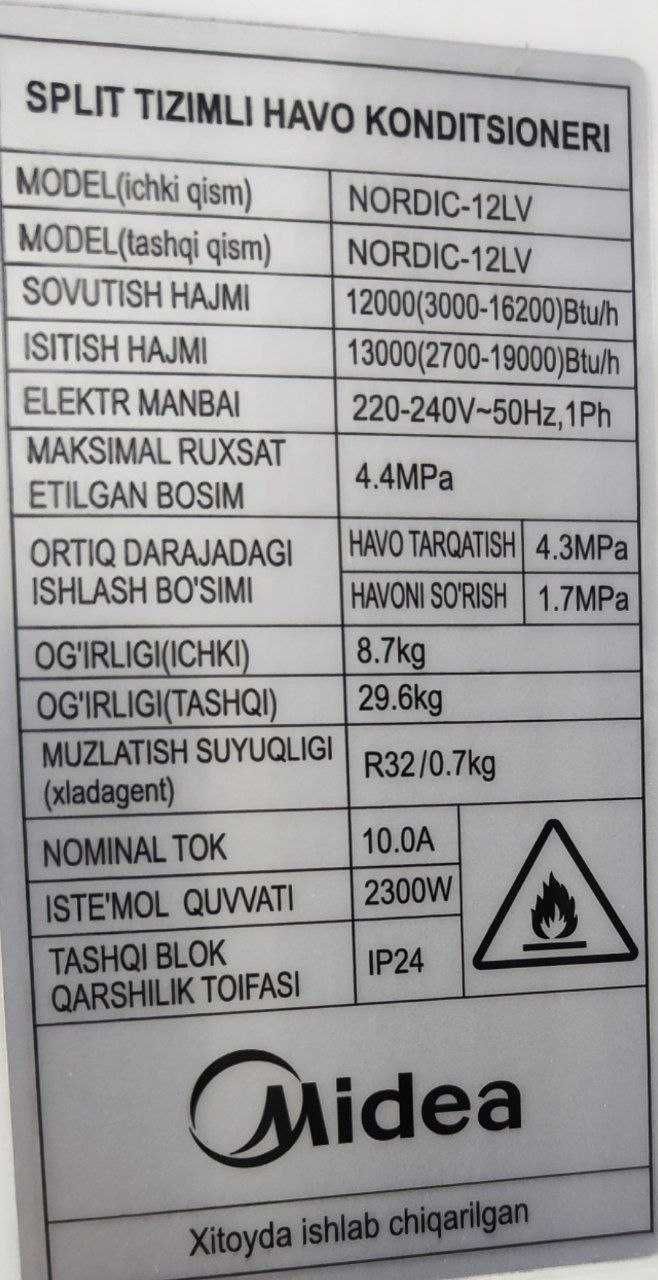 SPLIT TIZIMLI HAVO KONDITSIONERI
MODEL(ichki qism) NORDIC-12LV
MODEL(tashqi qism) NORDIC-12LV
SOVUTISH HAJMI 12000(3000-16200)Btu/h
ISITISH HAJMI 13000(2700-19000)Btu/h
ELEKTR MANBAI 220-240V~50Hz,1Ph
MAKSIMAL RUXSAT
ETILGAN BOSIM 4.4MPa
ORTIQ DARAJADAGI
ISHLASH BO'SIMI
HAVO TARQATISH 4.3MPa
HAVONI SO'RISH 1.7MPa
OG'IRLIGI(ICHKI) 8.7kg
OG'IRLIGI(TASHQI) 29.6kg
MUZLATISH SUYUQLIGI
(xladagent) R32/0.7kg
NOMINAL TOK 10.0A
ISTE'MOL QUVVATI 2300W
TASHQI BLOK
QARSHILIK TOIFASI IP24
Midea
Xitoyda ishlab chiqarilgan